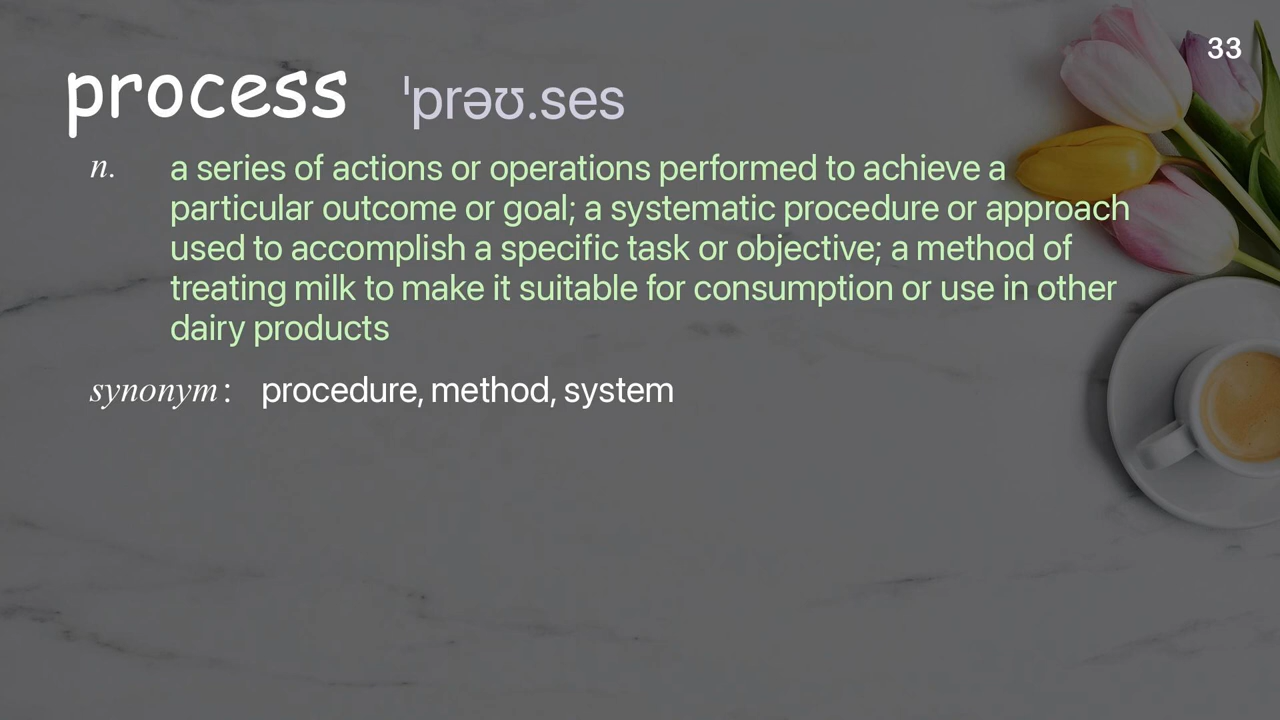 33
process ˈprəʊ.ses
n. a series of actions or operations performed to achieve a
particular outcome or goal; a systematic procedure or approach
used to accomplish a specific task or objective; a method of
treating milk to make it suitable for consumption or use in other
dairy products
synonym: procedure, method, system